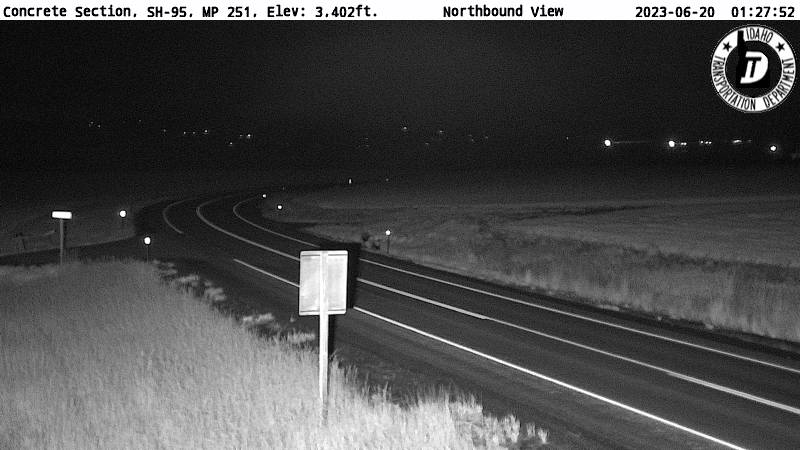 Concrete Section, SH-95, MP 251, Elev: 3,402ft. Northbound View 2023-06-20 01:27:52
IDAHO
TRANSPORTATION DEPARTMENT